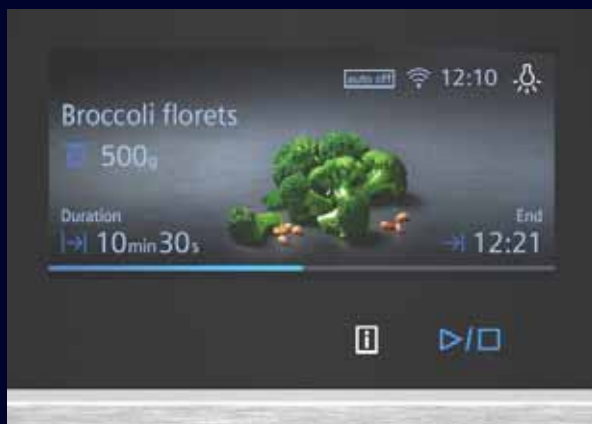 auto off 12:10
Broccoli florets
500g
Duration
10min30s
End
12:21